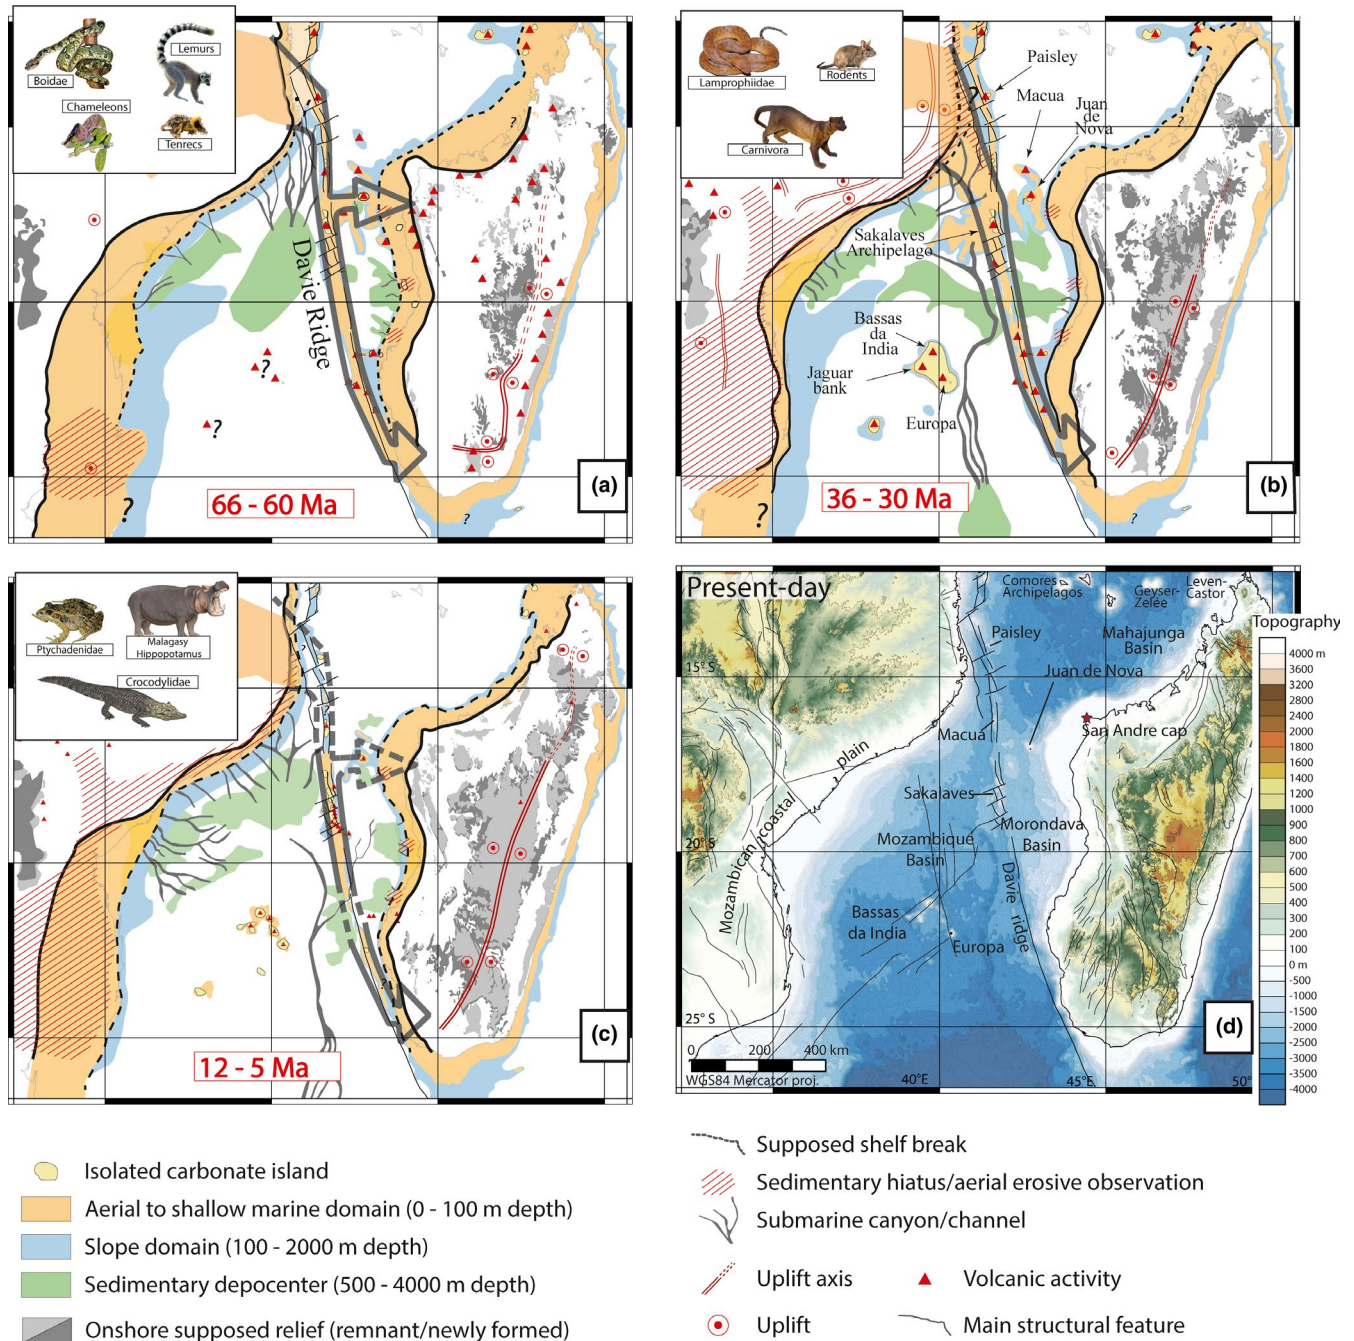 Boidae
Lemurs
Chameleons
Tenrecs
?
Davie Ridge
?
?
?
?
66 - 60 Ma
(a)
Lamprophiidae
Rodents
Carnivora
?
Paisley
Macua
Juan
de
Nova
?
Sakalaves
Archipelago
Bassas
da
India
Jaguar
bank
Europa
?
?
36 - 30 Ma
(b)
Ptychadenidae
Malagasy
Hippopotamus
Crocodylidae
12 - 5 Ma
(c)
Present-day
Comores
Archipelagos
Geyser-
Zelée
Leven-
Castor
Paisley
Mahajunga
Basin
15° S
Juan de Nova
Macua
San Andre cap
Mozambican coastal plain
Sakalaves
Morondava
Basin
Mozambique
Basin
20° S
Davie ridge
Bassas
da India
Europa
25° S
(d)
0 200 400 km
WGS84 Mercator proj.
40°E
45°E
50°
Topography
4000 m
3600
3200
2800
2400
2000
1800
1600
1400
1200
1000
900
800
700
600
500
400
300
200
100
0 m
-500
-1000
-1500
-2000
-2500
-3000
-3500
-4000
Isolated carbonate island
Aerial to shallow marine domain (0 - 100 m depth)
Slope domain (100 - 2000 m depth)
Sedimentary depocenter (500 - 4000 m depth)
Onshore supposed relief (remnant/newly formed)
Supposed shelf break
Sedimentary hiatus/aerial erosive observation
Submarine canyon/channel
Uplift axis
Volcanic activity
Uplift
Main structural feature